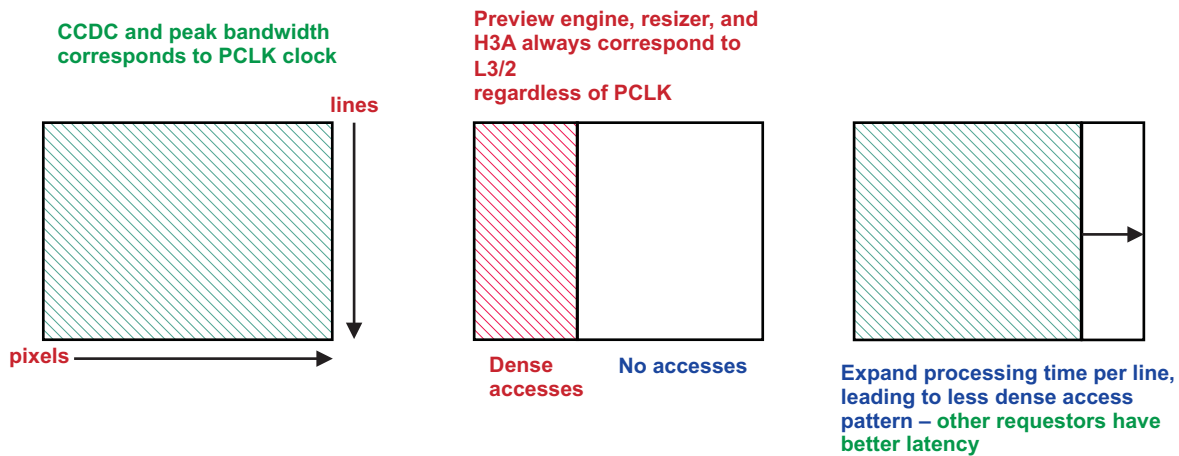 CCDC and peak bandwidth
corresponds to PCLK clock
Preview engine, resizer, and
H3A always correspond to
L3/2
regardless of PCLK
lines
pixels
Dense
accesses
No accesses
Expand processing time per line,
leading to less dense access
pattern – other requestors have
better latency